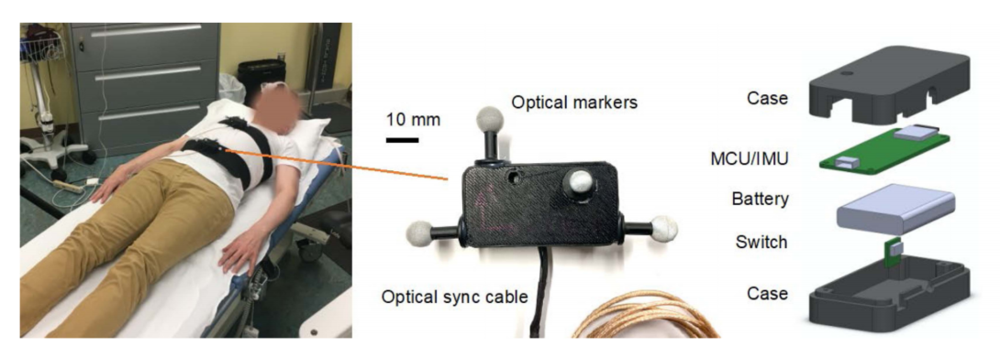 Optical markers
10 mm
Optical sync cable
Case
MCU/IMU
Battery
Switch
Case